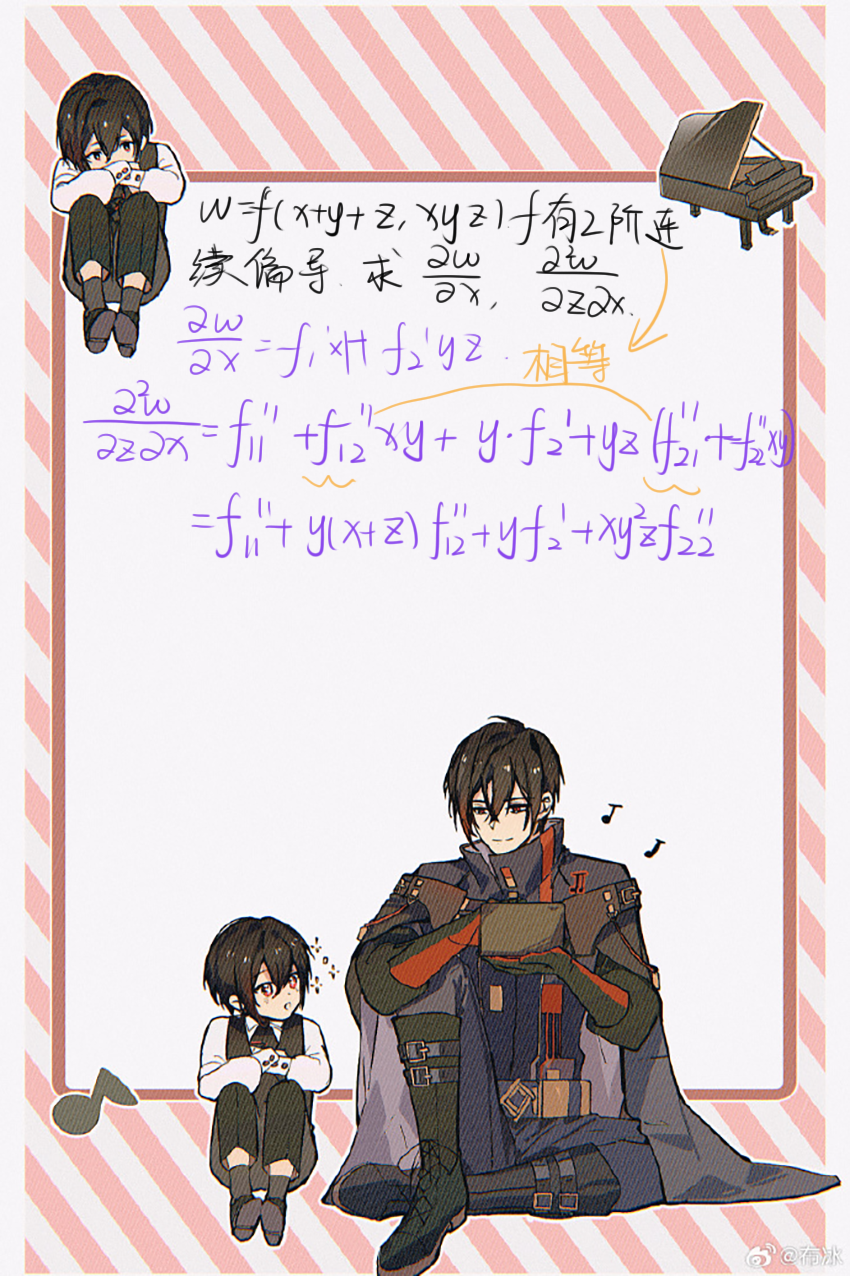 w=f(x+y+z,xyz).f有2阶连
续偏导.求 ∂w/∂x, ∂²w/∂z∂x.
∂w/∂x=f₁'×1+f₂'yz.
相等
∂²w/∂z∂x=f₁₁''+f₁₂''xy+y·f₂'+yz(f₂₁''·+f₂₂''xy)
=f₁₁''+y(x+z)f₁₂''+yf₂'+xy²zf₂₂''
@布冰